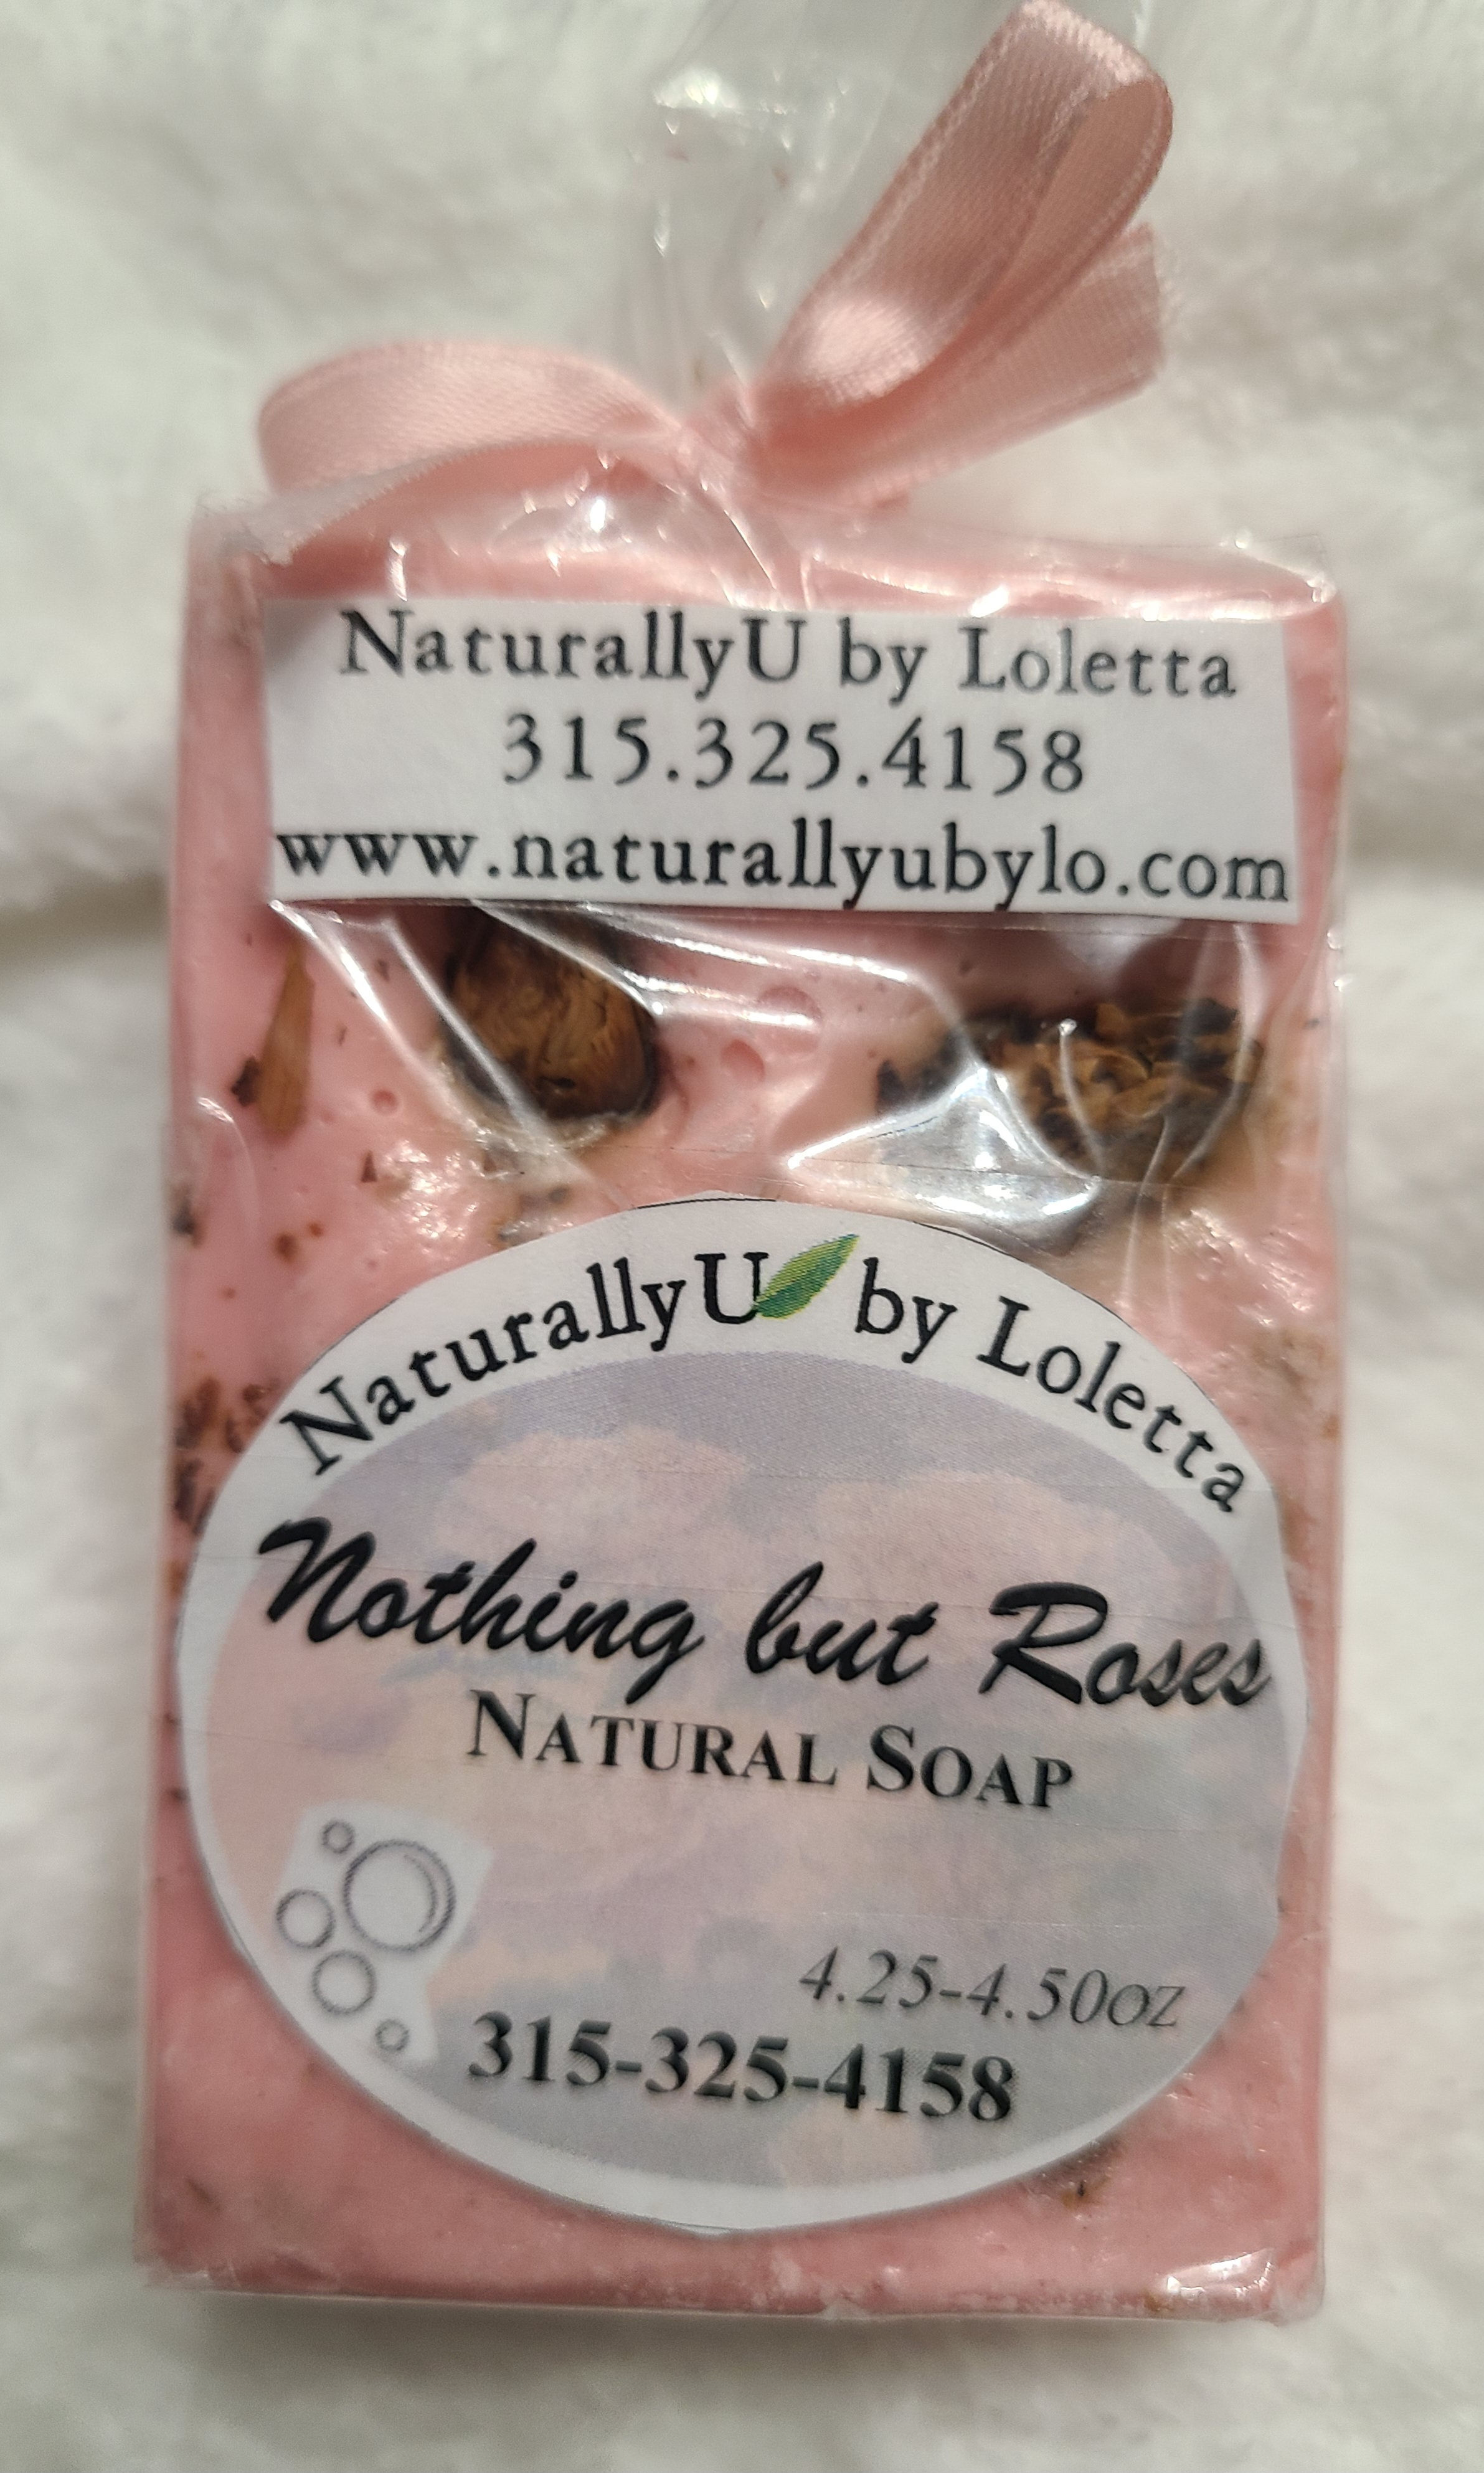 NaturallyU by Loletta
315.325.4158
www.naturallyubylo.com
NaturallyU by Loletta
Nothing but Roses
NATURAL SOAP
4.25-4.50OZ
315-325-4158